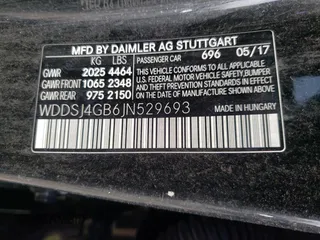 MFD BY DAIMLER AG STUTTGART
KG LBS PASSENGER CAR 696 05/17
GWR 2025 4464
GWRR FRONT 1065 2348
GAWR REAR 975 2150
WDDSJ4GB6JN529693
THIS VEHICLE CONFORMS TO ALL APPLICABLE
U.S. FEDERAL MOTOR VEHICLE SAFETY,
BUMPER, AND THEFT PREVENTION STANDARDS
IN EFFECT ON THE DATE OF MANUFACTURE
SHOWN ABOVE.
MADE IN HUNGARY